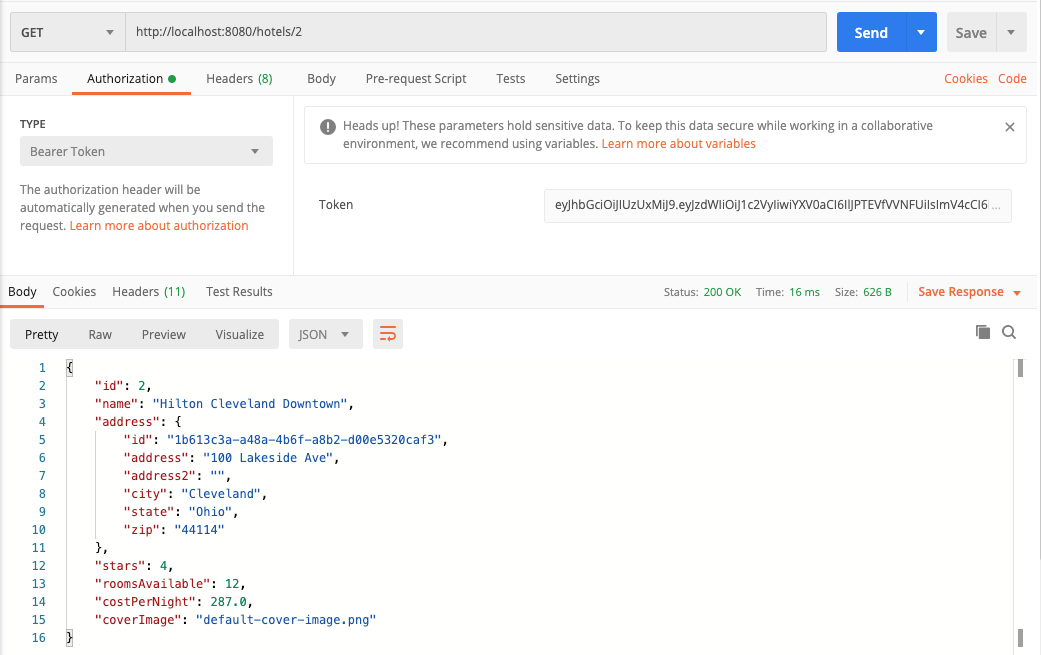 GET http://localhost:8080/hotels/2 Send Save
Params Authorization Headers (8) Body Pre-request Script Tests Settings Cookies Code
TYPE
Bearer Token
The authorization header will be
automatically generated when you send the
request. Learn more about authorization
Heads up! These parameters hold sensitive data. To keep this data secure while working in a collaborative
environment, we recommend using variables. Learn more about variables
Token eyJhbGciOiJIUzUxMiJ9.eyJzdWIiOiJ1c2VyIiwiYXV0aCI6IlJPTEVfVVNFUiIsImV4cCI6 ...
Body Cookies Headers (11) Test Results Status: 200 OK Time: 16 ms Size: 626 B Save Response
Pretty Raw Preview Visualize JSON
1 {
2 "id": 2,
3 "name": "Hilton Cleveland Downtown",
4 "address": {
5 "id": "1b613c3a-a48a-4b6f-a8b2-d00e5320caf3",
6 "address": "100 Lakeside Ave",
7 "address2": "",
8 "city": "Cleveland",
9 "state": "Ohio",
10 "zip": "44114"
11 },
12 "stars": 4,
13 "roomsAvailable": 12,
14 "costPerNight": 287.0,
15 "coverImage": "default-cover-image.png"
16 }